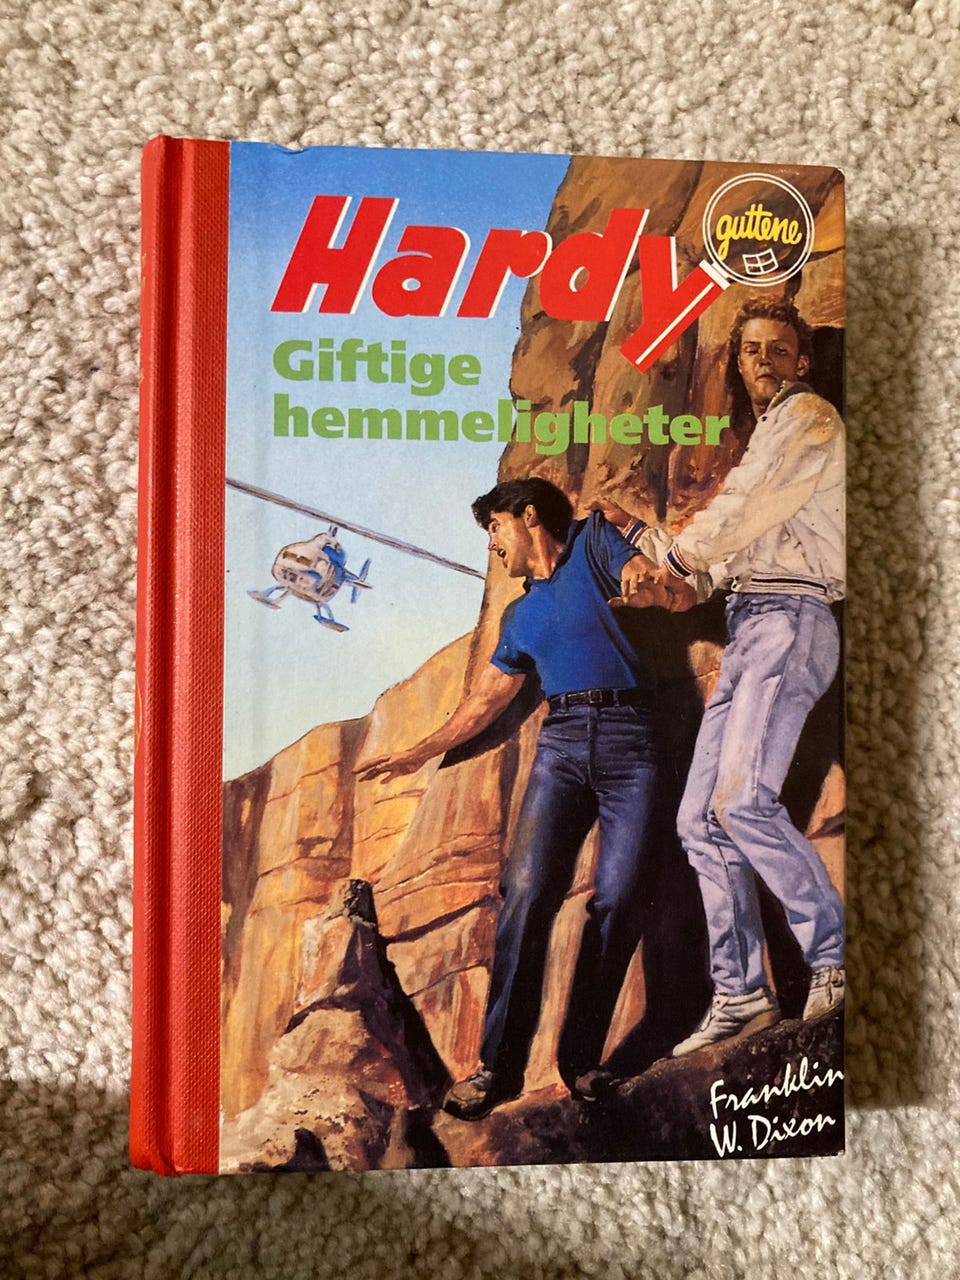 Hardy
guttene
Giftige
hemmeligheter
Franklin
W. Dixon